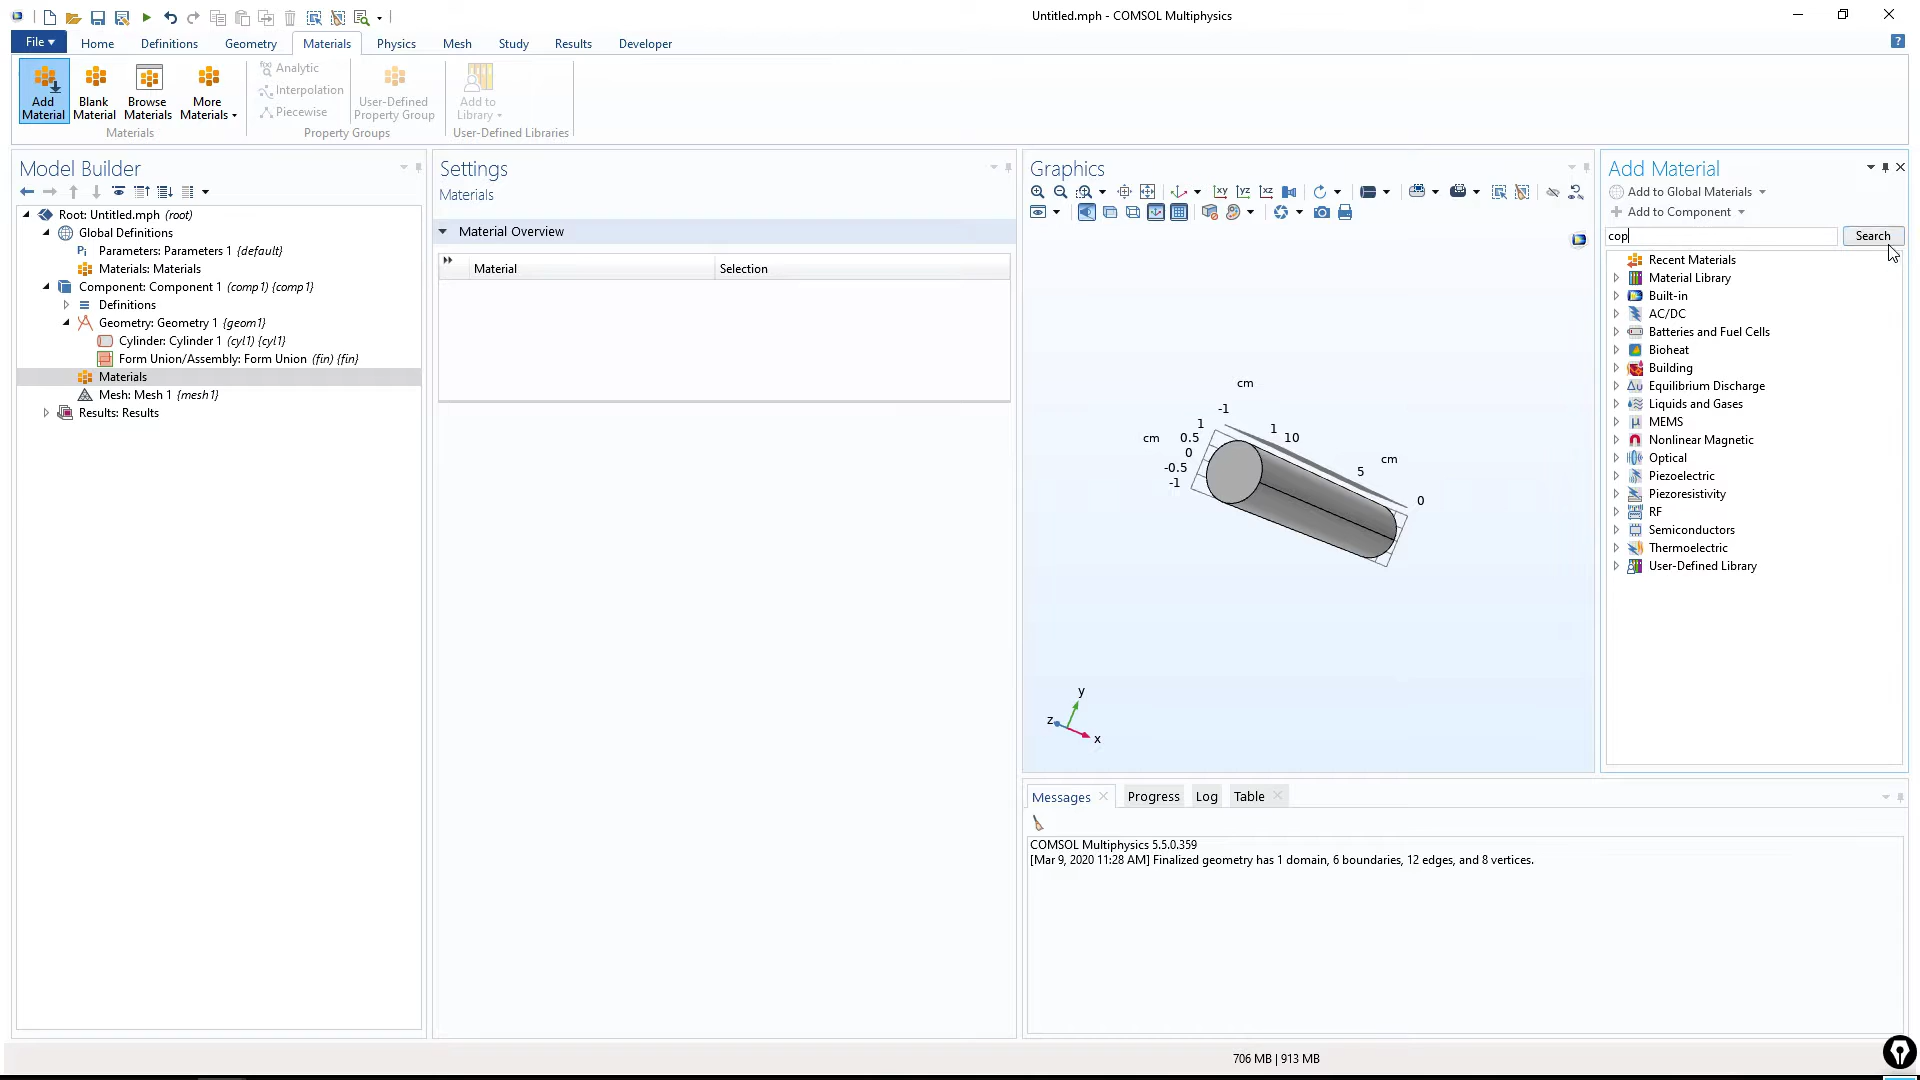 Untitled.mph - COMSOL Multiphysics
File
Home
Definitions
Geometry
Materials
Physics
Mesh
Study
Results
Developer
?
Add
Material
Blank
Material
Browse
Materials
More
Materials
Materials
Analytic
Interpolation
Piecewise
User-Defined
Property Group
Property Groups
Add to
Library
User-Defined Libraries
Model Builder
Root: Untitled.mph (root)
Global Definitions
Pi Parameters: Parameters 1 {default}
Materials: Materials
Component: Component 1 (comp1) {comp1}
Definitions
Geometry: Geometry 1 {geom1}
Cylinder: Cylinder 1 (cyl1) {cyl1}
Form Union/Assembly: Form Union (fin) {fin}
Materials
Mesh: Mesh 1 {mesh1}
Results: Results
Settings
Materials
Material Overview
Material
Selection
Graphics
xy
yz
xz
cm
-1
1
0.5
0
-0.5
-1
cm
1
10
cm
5
0
y
z
x
Add Material
Add to Global Materials
Add to Component
cop
Search
Recent Materials
Material Library
Built-in
AC/DC
Batteries and Fuel Cells
Bioheat
Building
Equilibrium Discharge
Liquids and Gases
MEMS
Nonlinear Magnetic
Optical
Piezoelectric
Piezoresistivity
RF
Semiconductors
Thermoelectric
User-Defined Library
Messages
Progress
Log
Table
COMSOL Multiphysics 5.5.0.359
[Mar 9, 2020 11:28 AM] Finalized geometry has 1 domain, 6 boundaries, 12 edges, and 8 vertices.
706 MB | 913 MB